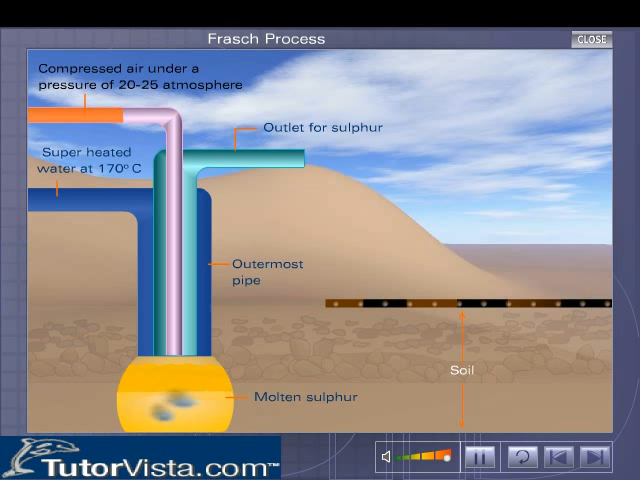 Frasch Process
CLOSE
Compressed air under a
pressure of 20-25 atmosphere
Outlet for sulphur
Super heated
water at 170⁰ C
Outermost
pipe
Soil
Molten sulphur
TutorVista.com™